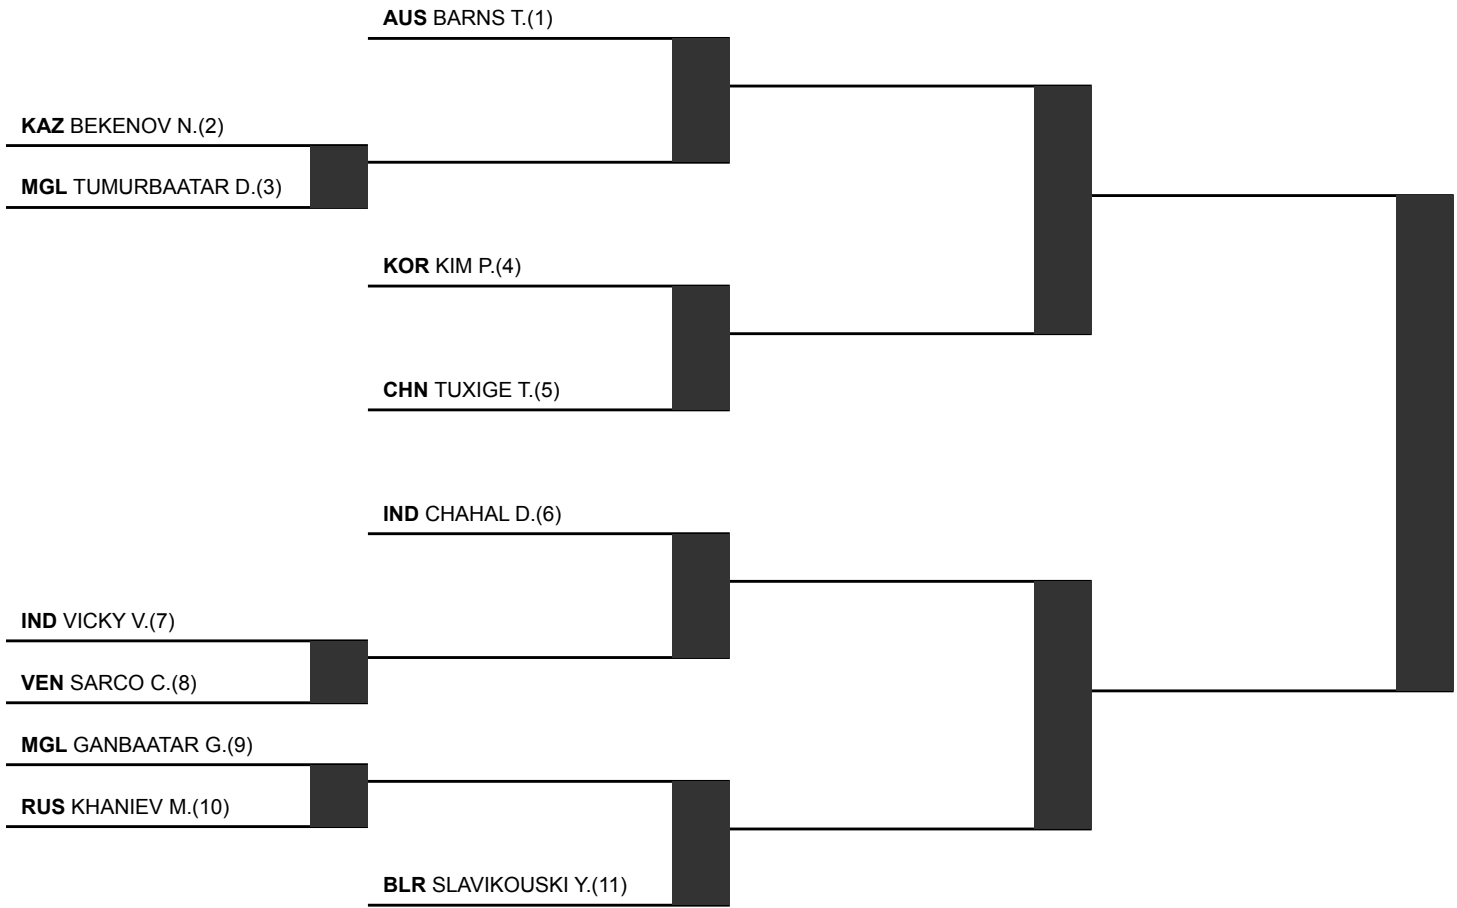 AUS BARNS T.(1)
KAZ BEKENOV N.(2)
MGL TUMURBAATAR D.(3)
KOR KIM P.(4)
CHN TUXIGE T.(5)
IND CHAHAL D.(6)
IND VICKY V.(7)
VEN SARCO C.(8)
MGL GANBAATAR G.(9)
RUS KHANIEV M.(10)
BLR SLAVIKOUSKI Y.(11)